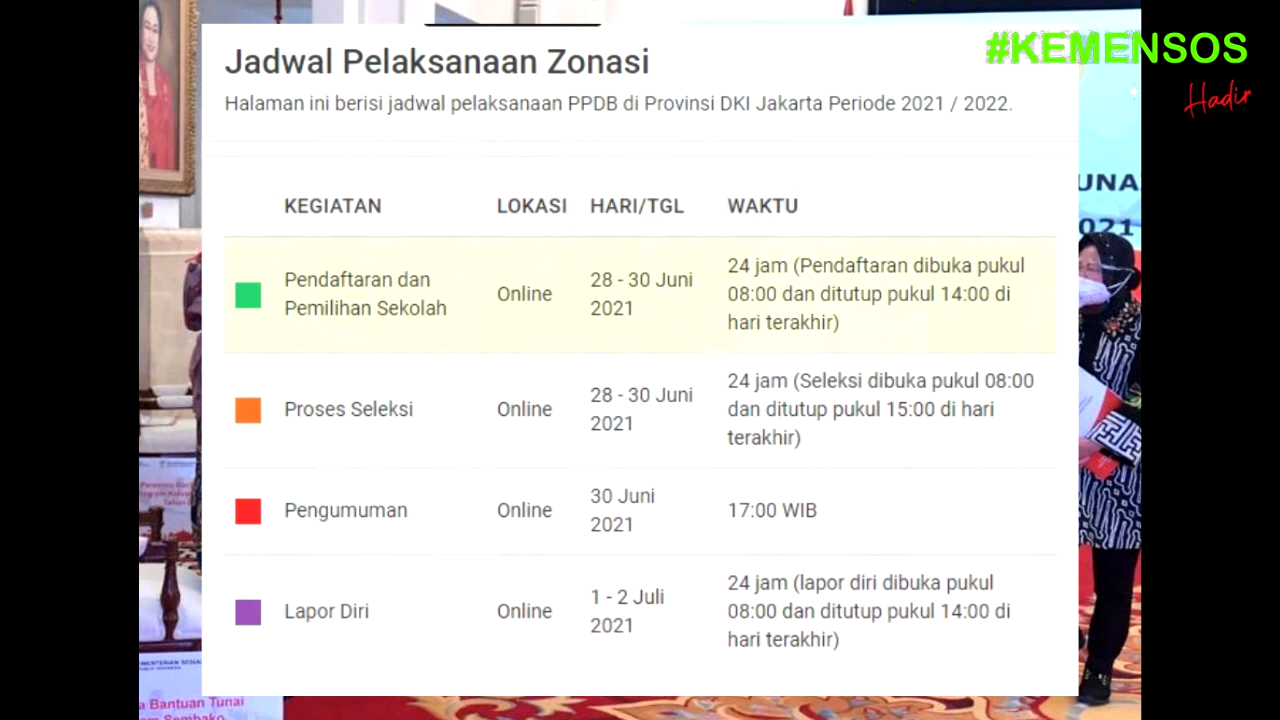 #KEMENSOS
Hadir
Jadwal Pelaksanaan Zonasi
Halaman ini berisi jadwal pelaksanaan PPDB di Provinsi DKI Jakarta Periode 2021 / 2022.
KEGIATAN LOKASI HARI/TGL WAKTU
Pendaftaran dan
Pemilihan Sekolah
Online
28 - 30 Juni
2021
24 jam (Pendaftaran dibuka pukul
08:00 dan ditutup pukul 14:00 di
hari terakhir)
Proses Seleksi
Online
28 - 30 Juni
2021
24 jam (Seleksi dibuka pukul 08:00
dan ditutup pukul 15:00 di hari
terakhir)
Pengumuman
Online
30 Juni
2021
17:00 WIB
Lapor Diri
Online
1 - 2 Juli
2021
24 jam (lapor diri dibuka pukul
08:00 dan ditutup pukul 14:00 di
hari terakhir)
UNA
021
Bantuan Tunai
Sembako